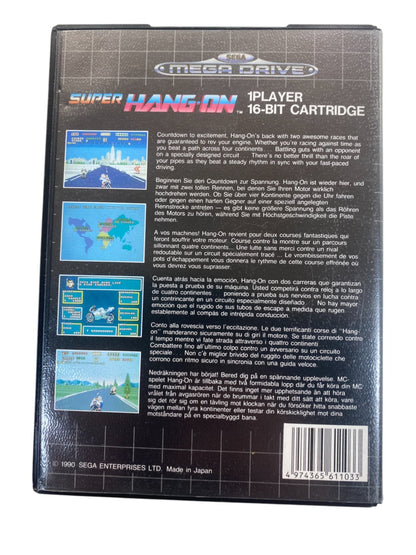 SEGA
MEGA DRIVE
SUPER HANG-ON™
1PLAYER
16-BIT CARTRIDGE
Countdown to excitement. Hang-On's back with two awesome races that
are guaranteed to rev your engine. Whether you're racing against time as
you beat a path across four continents . . . Battling guts with an opponent
on a specially designed circuit . . . There's no better thrill than the roar of
your pipes as they beat a steady rhythm in sync with your fast-paced
driving.
Beginnen Sie den Countdown zur Spannung. Hang-On ist wieder hier, und
zwar mit zwei tollen Rennen, bei denen Sie Ihren Motor wirklich
hochdrehen werden. Ob Sie über vier Kontinente gegen die Uhr fahren
oder gegen einen harten Gegner auf einer speziell angelegten
Rennstrecke antreten — es gibt keine größere Spannung als das Röhren
des Motors zu hören, während Sie mit Höchstgeschwindigkeit die Piste
nehmen.
A vos machines! Hang-On revient pour deux courses fantastiques qui
feront souffrir votre moteur. Course contre la montre sur un parcours
sillonnant quatre continents... Une lutte sans merci contre un rival
redoutable sur un circuit spécialement tracé ... Le vrombissement de vos
pots d'échappement vous donnera le rythme de cette course effrénée où
vous devrez vous surpasser.
Cuenta atrás hacia la emoción. Hang-On con dos carreras que garantizan
la puesta a prueba de su máquina. Usted competirá contra reloj a lo largo
de cuatro continentes poniendo a prueba sus nervios en lucha contra
un contrincante en un circuito especialmente diseñado. . No hay mayor
emoción que el rugido de sus tubos de escape a medida que rugen
establemente al compás de intrépida conducción.
Conto alla rovescia verso l'eccitazione. Le due terrificanti corse di "Hang-
on" manderanno sicuramente su di giri il motore. Se state correndo contro
il tempo mentre vi fate strada attraverso i quattro continenti
Combattere fino all'ultimo colpo contro un avversario su un circuito
speciale . . Non c'è miglior brivido del ruggito delle motociclette che
corrono con ritmo sicuro in sincronia con una guida veloce.
Nedräkningen har börjat! Bered dig på en spännande upplevelse. MC-
spelet Hang-On är tillbaka med två formidabla lopp där du får köra din MC
med maximal kapacitet. Det finns inget mer upphetsande än att höra
vrålet från avgasrören när de brummar i takt med ditt sätt att köra, vare
sig det rör sig om en tävling mot klockan när du försöker hitta snabbaste
vägen mellan fyra kontinenter eller testar din körskicklighet mot dina
motståndare på en specialbyggd bana.
© 1990 SEGA ENTERPRISES LTD. Made in Japan
4 974365 611033